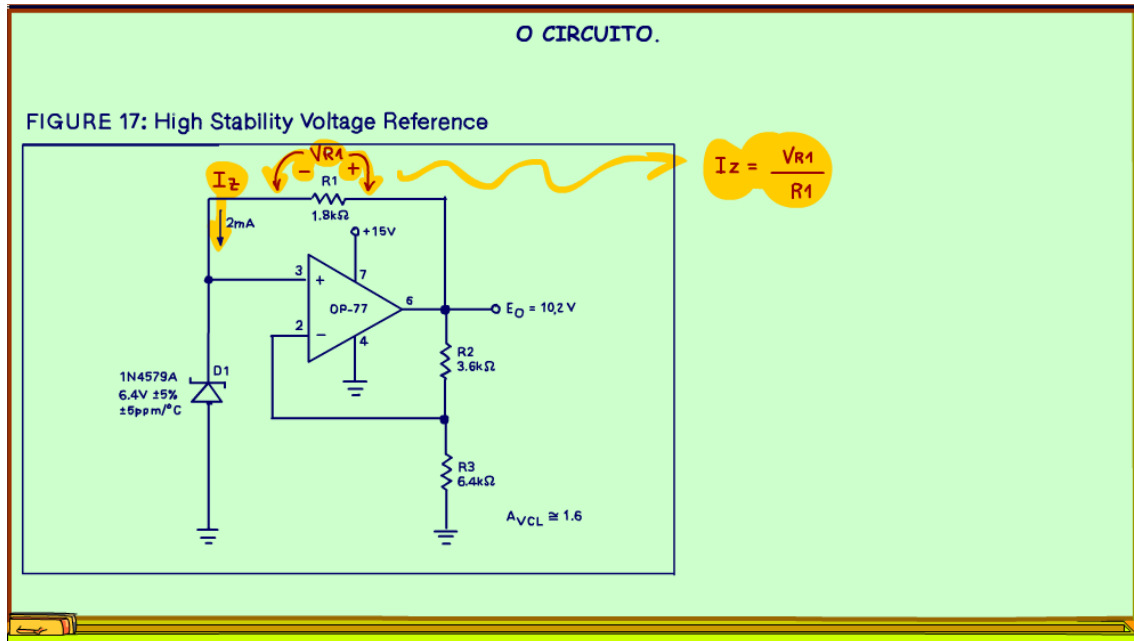 O CIRCUITO.
FIGURE 17: High Stability Voltage Reference
VR1
- +
Iz
R1
1.8kΩ
2mA
Iz = VR1
R1
+15V
3
+
7
OP-77
6
E_O = 10,2 V
2
−
4
R2
3.6kΩ
1N4579A
D1
6.4V ±5%
±5ppm/°C
R3
6.4kΩ
A_VCL ≅ 1.6